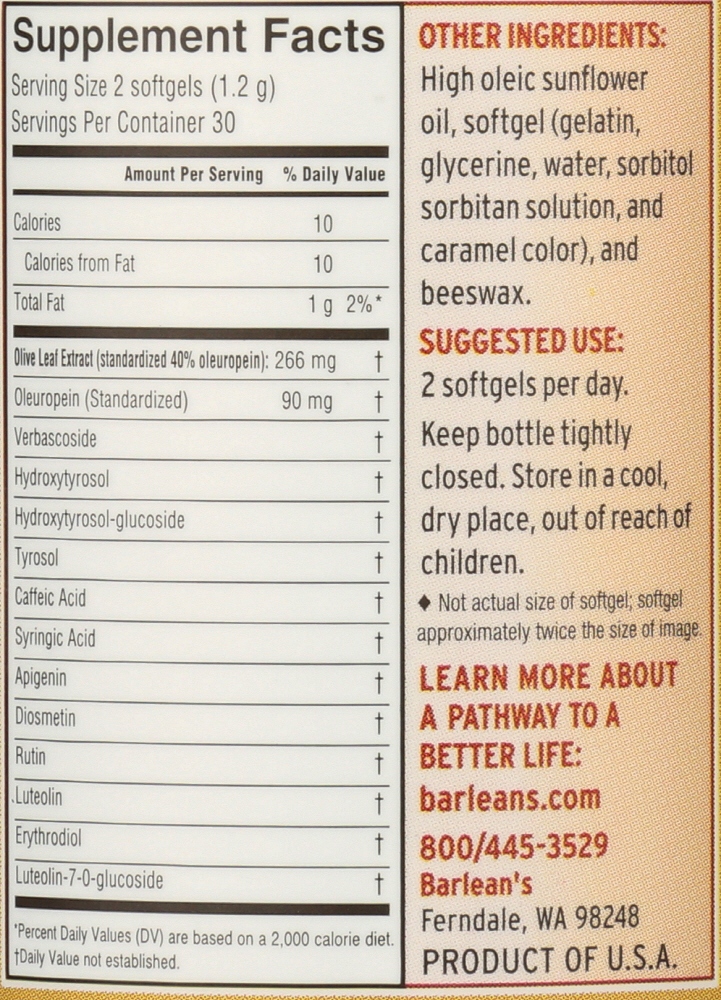 Supplement Facts
Serving Size 2 softgels (1.2 g)
Servings Per Container 30
Amount Per Serving % Daily Value
Calories 10
Calories from Fat 10
Total Fat 1 g 2%*
Olive Leaf Extract (standardized 40% oleuropein): 266 mg †
Oleuropein (Standardized) 90 mg †
Verbascoside †
Hydroxytyrosol †
Hydroxytyrosol-glucoside †
Tyrosol †
Caffeic Acid †
Syringic Acid †
Apigenin †
Diosmetin †
Rutin †
Luteolin †
Erythrodiol †
Luteolin-7-0-glucoside †
*Percent Daily Values (DV) are based on a 2,000 calorie diet.
†Daily Value not established.
OTHER INGREDIENTS:
High oleic sunflower
oil, softgel (gelatin,
glycerine, water, sorbitol
sorbitan solution, and
caramel color), and
beeswax.
SUGGESTED USE:
2 softgels per day.
Keep bottle tightly
closed. Store in a cool,
dry place, out of reach of
children.
♦ Not actual size of softgel; softgel
approximately twice the size of image.
LEARN MORE ABOUT
A PATHWAY TO A
BETTER LIFE:
barleans.com
800/445-3529
Barlean's
Ferndale, WA 98248
PRODUCT OF U.S.A.